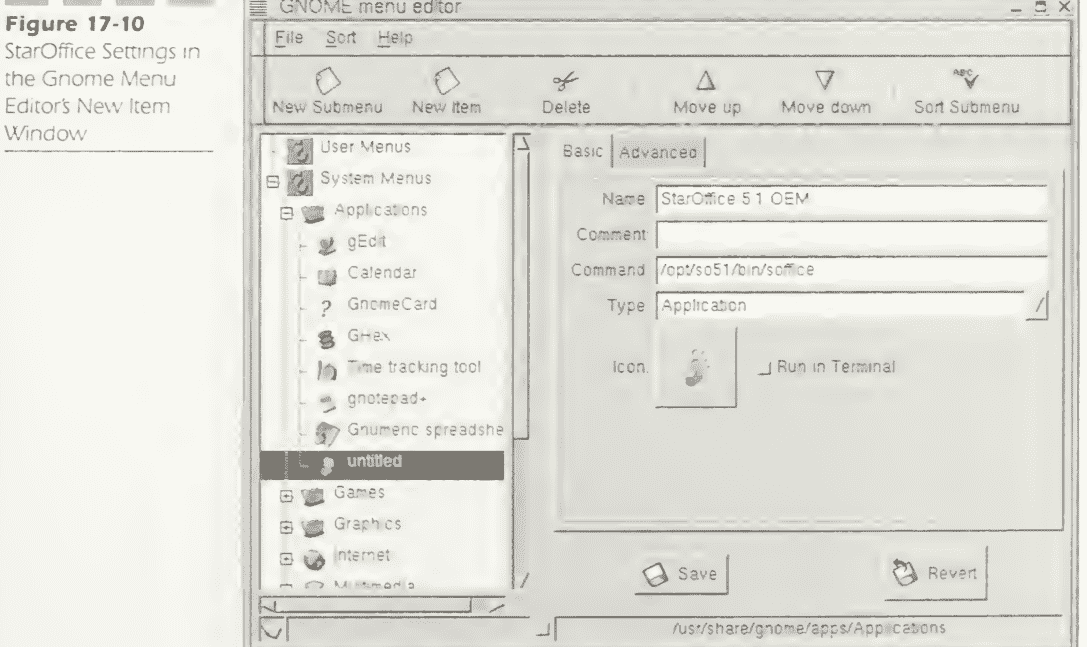 Figure 17-10
StarOffice Settings in
the Gnome Menu
Editor's New Item
Window
GNOME menu editor
File Sort Help
New Submenu New Item Delete Move up Move down Sort Submenu
ABC
User Menus
System Menus
Applications
gEdit
Calendar
GnomeCard
GHex
Time tracking tool
gnotepad+
Gnumeric spreadshe
untitled
Games
Graphics
Internet
Multimedia
Basic Advanced
Name StarOffice 5.1 OEM
Comment
Command /opt/so51/bin/soffice
Type Application
Icon. Run in Terminal
Save Revert
/usr/share/gnome/apps/Applications